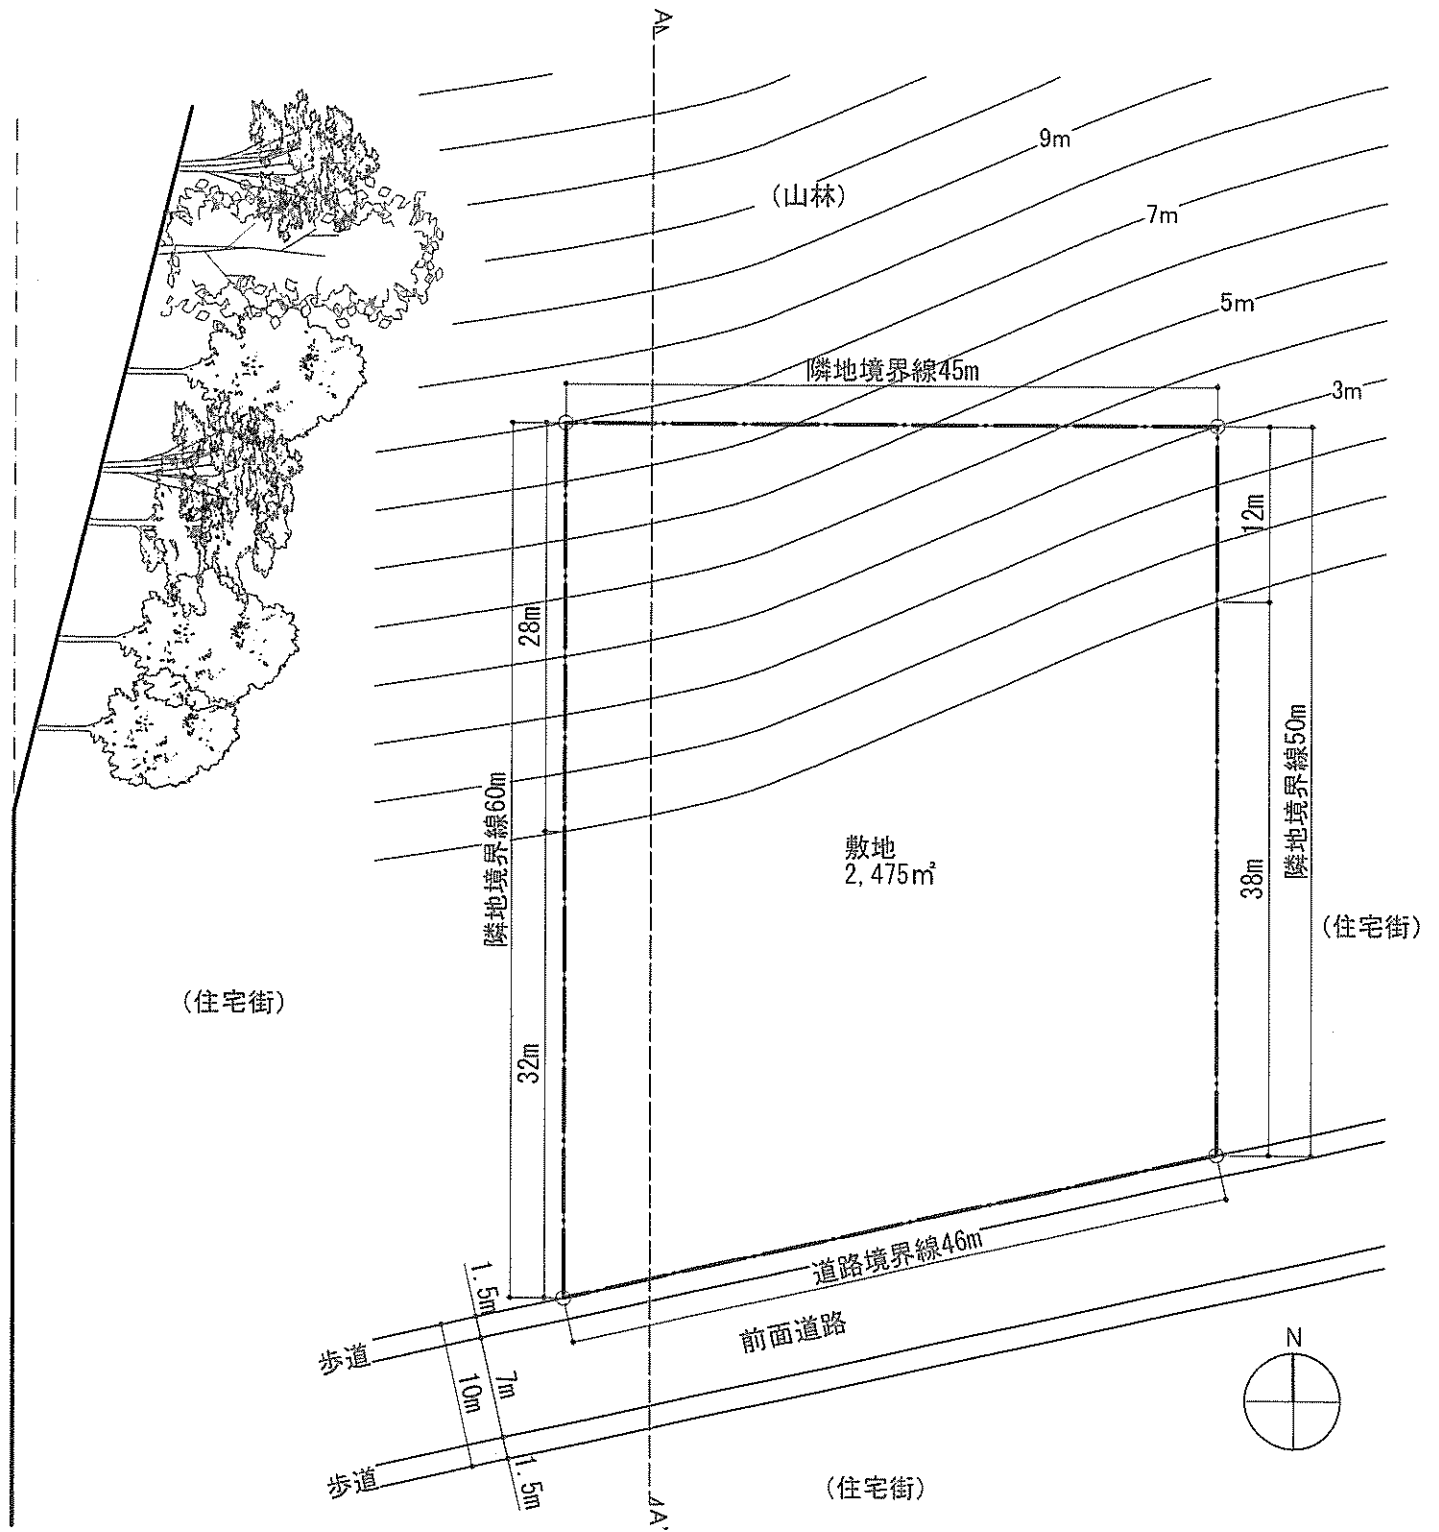 A
9m
(山林)
7m
5m
隣地境界線45m
3m
12m
28m
隣地境界線60m
隣地境界線50m
敷地
2,475㎡
38m
(住宅街)
(住宅街)
32m
1.5m
道路境界線46m
前面道路
歩道
7m
10m
N
歩道
1.5m
(住宅街)
A'